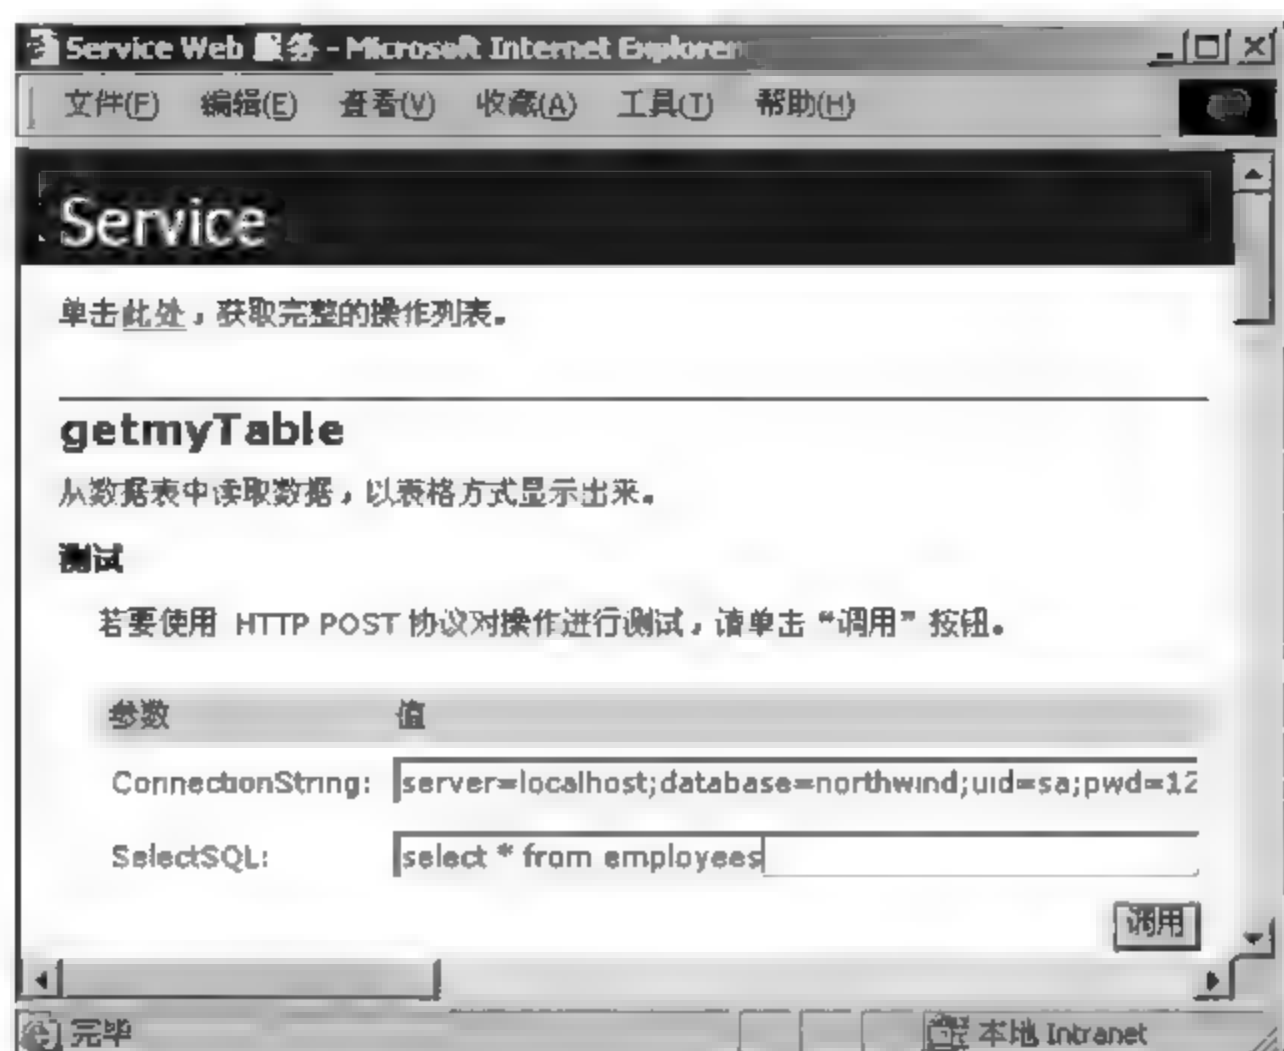 Service Web 服务 - Microsoft Internet Explorer
文件(F) 编辑(E) 查看(V) 收藏(A) 工具(T) 帮助(H)
Service
单击此处，获取完整的操作列表。
getmyTable
从数据表中读取数据，以表格方式显示出来。
测试
若要使用 HTTP POST 协议对操作进行测试，请单击“调用”按钮。
参数 值
ConnectionString: server=localhost;database=northwind;uid=sa;pwd=12
SelectSQL: select * from employees
调用
完毕 本地 Intranet